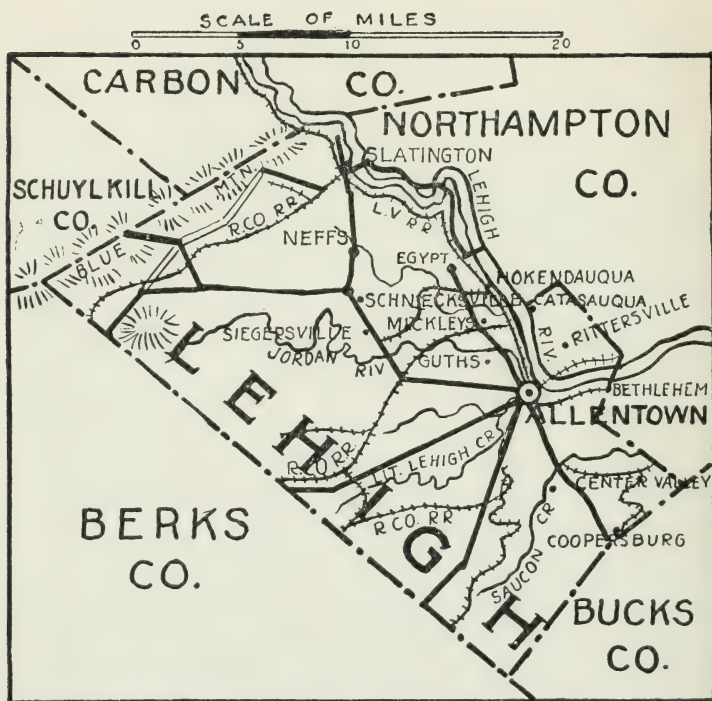 SCALE OF MILES
0 5 10 20
CARBON CO.
NORTHAMPTON CO.
SLATINGTON
SCHUYLKILL CO.
BLUE MTN.
R.CO RR.
L.V RR.
LEHIGH RIV
NEFFS
EGYPT
HOKENDAUQUA
SCHNECKSVILLE
CATASAUQUA
MICKLEYS
RITTERSVILLE
SIEGERSVILLE
JORDAN RIV
GUTHS
BETHLEHEM
ALLENTOWN
LEHIGH
R.CO RR.
LIT. LEHIGH CR.
CENTER VALLEY
R CO. RR
COOPERSBURG
SAUCON CR
BERKS CO.
BUCKS CO.